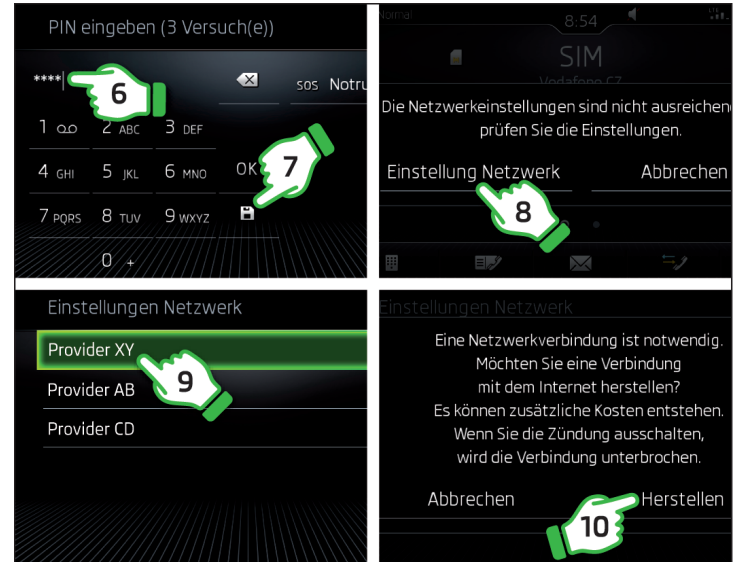 PIN eingeben (3 Versuch(e))
****
6
sos Notru
1
2 ABC
3 DEF
4 GHI
5 JKL
6 MNO
OK
7
7 PQRS
8 TUV
9 WXYZ
0 +
Normal
8:54
SIM
Vodafone CZ
Die Netzwerkeinstellungen sind nicht ausreichen
prüfen Sie die Einstellungen.
Einstellung Netzwerk
Abbrechen
8
Einstellungen Netzwerk
Provider XY
Provider AB
9
Provider CD
Einstellungen Netzwerk
Eine Netzwerkverbindung ist notwendig.
Möchten Sie eine Verbindung
mit dem Internet herstellen?
Es können zusätzliche Kosten entstehen.
Wenn Sie die Zündung ausschalten,
wird die Verbindung unterbrochen.
Abbrechen
Herstellen
10